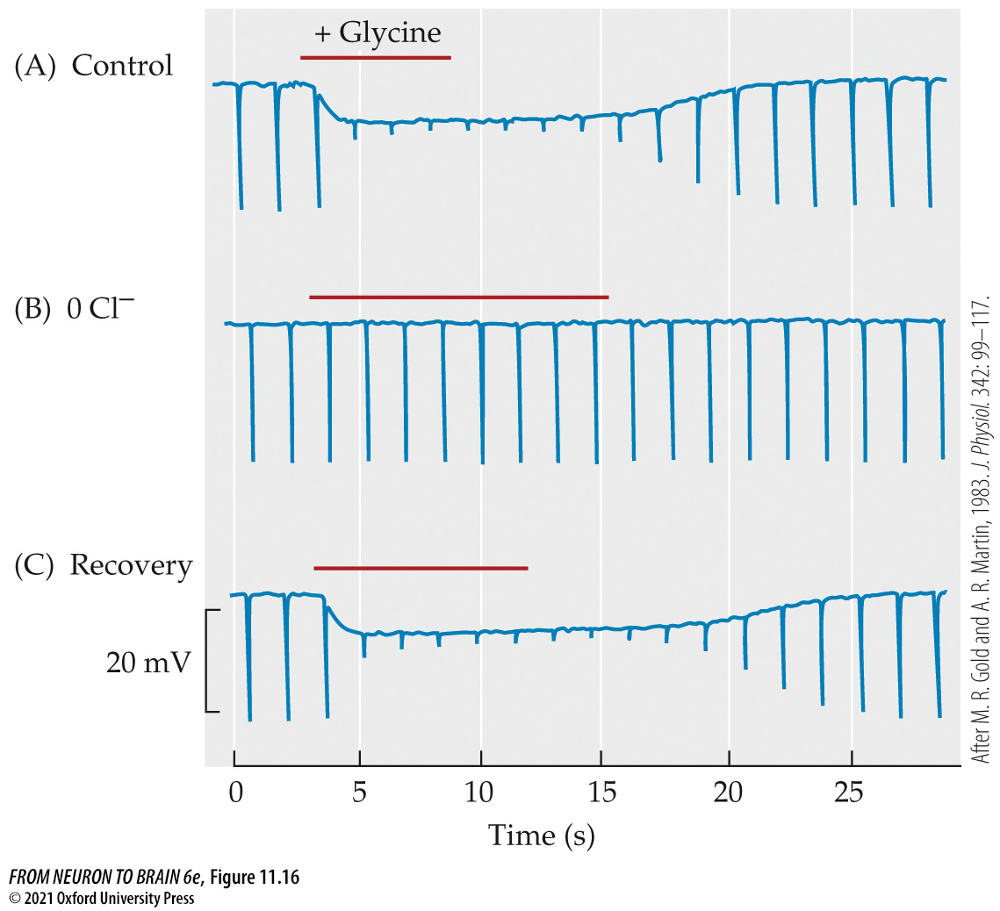 + Glycine
(A) Control
(B) 0 Cl⁻
(C) Recovery
20 mV
0 5 10 15 20 25
Time (s)
After M. R. Gold and A. R. Martin, 1983. J. Physiol. 342: 99–117.
FROM NEURON TO BRAIN 6e, Figure 11.16
© 2021 Oxford University Press